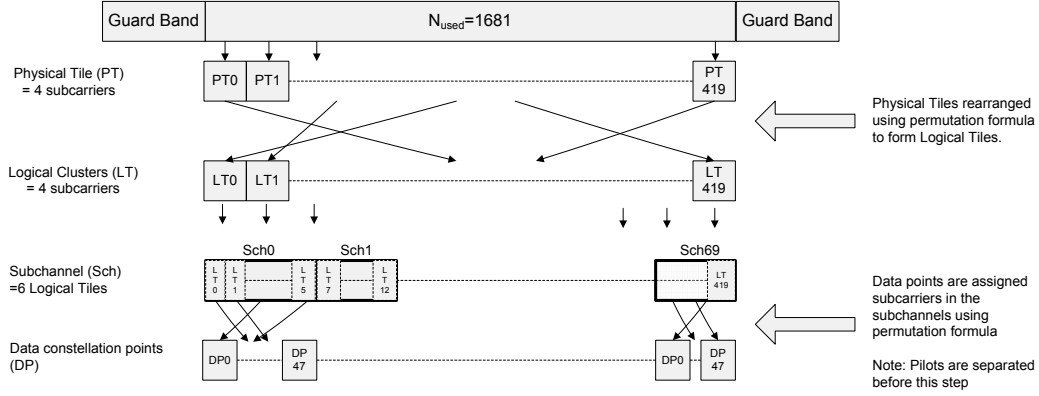 Guard Band
N_used=1681
Guard Band
Physical Tile (PT)
= 4 subcarriers
PT0
PT1
PT
419
Physical Tiles rearranged
using permutation formula
to form Logical Tiles.
Logical Clusters (LT)
= 4 subcarriers
LT0
LT1
LT
419
Sch0
Sch1
Sch69
Subchannel (Sch)
=6 Logical Tiles
L
T
0
L
T
1
L
T
5
L
T
7
L
T
12
LT
419
Data points are assigned
subcarriers in the
subchannels using
permutation formula
Note: Pilots are separated
before this step
Data constellation points
(DP)
DP0
DP
47
DP0
DP
47